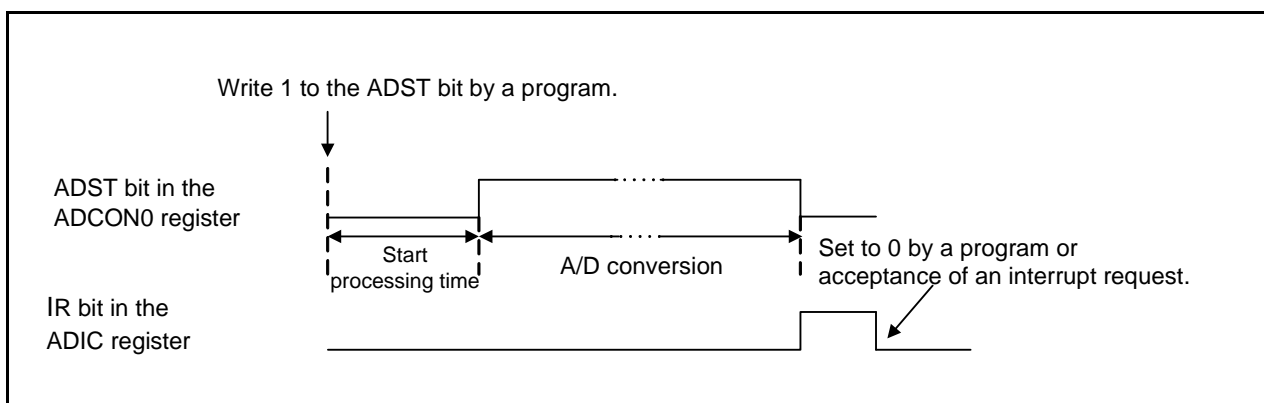 Write 1 to the ADST bit by a program.
ADST bit in the
ADCON0 register
Start
processing time
A/D conversion
Set to 0 by a program or
acceptance of an interrupt request.
IR bit in the
ADIC register